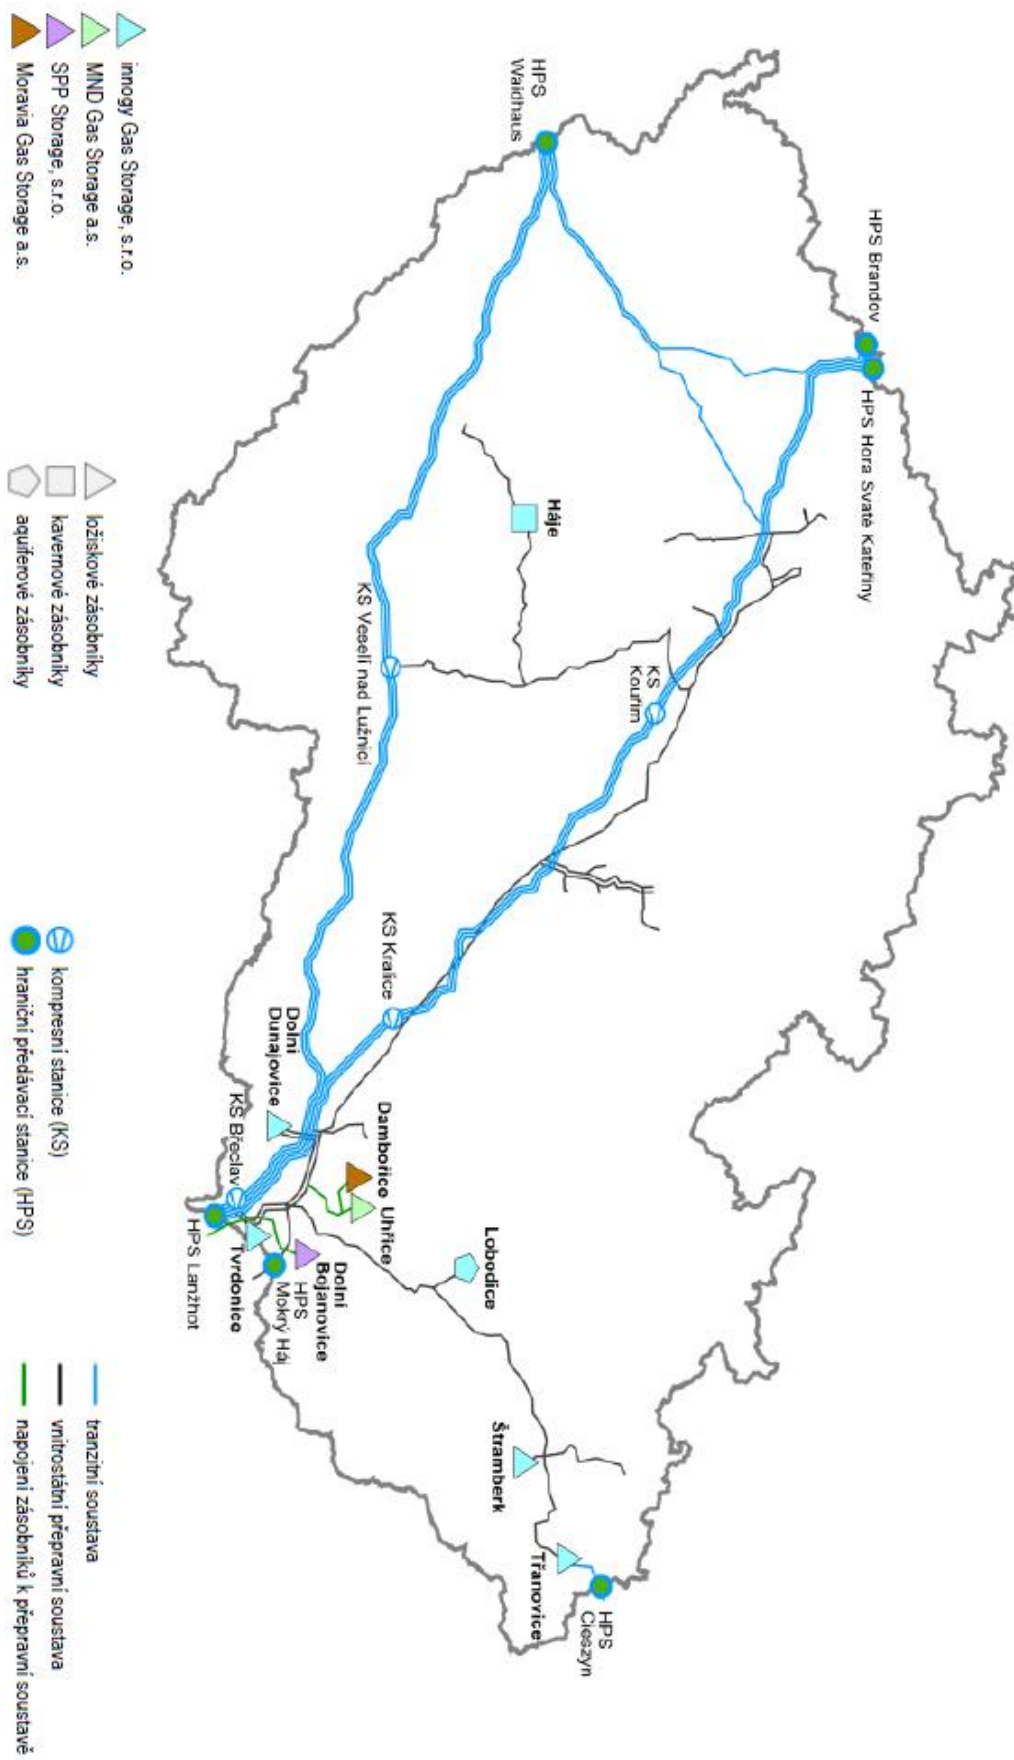 HPS Brandov
HPS Hora Svaté Kateřiny
KS
Kouřim
HPS
Cieszyn
HPS
Waidhaus
Háje
Třanovice
Štramberk
Lobodice
KS Kralice
Dambořice
Uhřice
KS Veselí nad Lužnicí
Dolní
Bojanovice
HPS
Mokrý Háj
Dolní
Dunajovice
Tvrdonice
KS Břeclav
HPS Lanžhot
innogy Gas Storage, s.r.o.
MND Gas Storage a.s.
SPP Storage, s.r.o.
Moravia Gas Storage a.s.
ložiskové zásobníky
kavernové zásobníky
aquiferové zásobníky
kompresní stanice (KS)
hraniční předávací stanice (HPS)
tranzitní soustava
vnitrostátní přepravní soustava
napojení zásobníků k přepravní soustavě